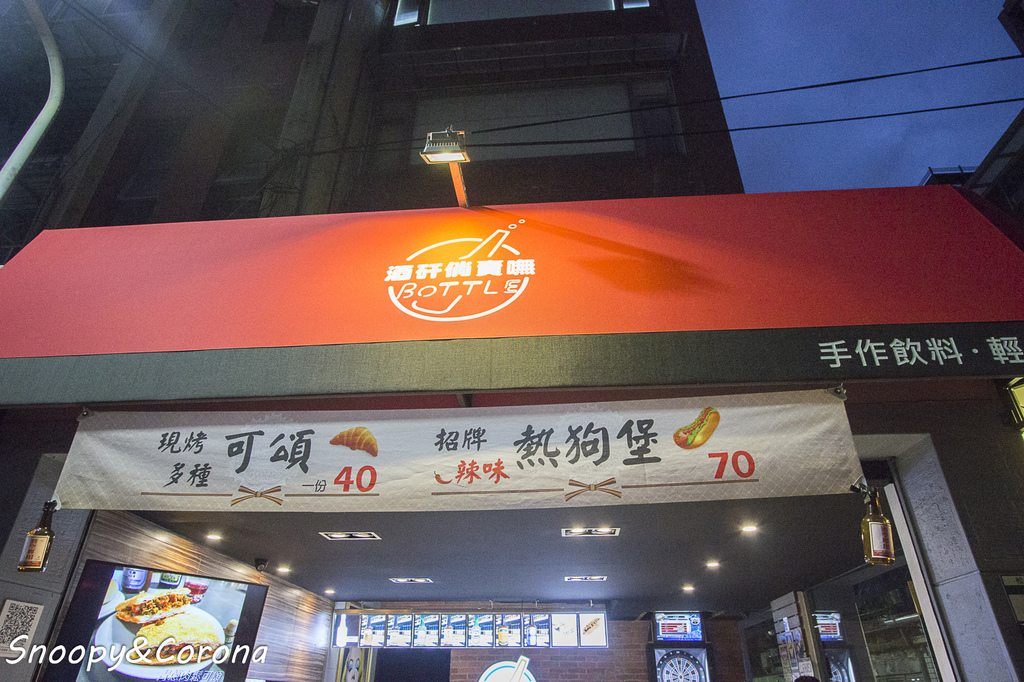 酒矸倘賣嘸
BOTTLE
手作飲料·輕
現烤
多種
可頌
一份 40
招牌
辣味
熱狗堡
70
Snoopy&Corona